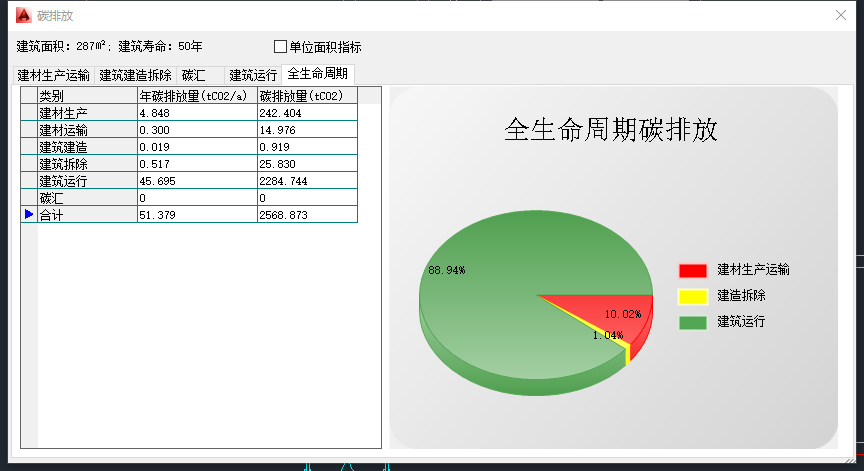 碳排放
建筑面积: 287m²; 建筑寿命: 50年 单位面积指标
建材生产运输 建筑建造拆除 碳汇 建筑运行 全生命周期
类别 年碳排放量(tCO2/a) 碳排放量(tCO2)
建材生产 4.848 242.404
建材运输 0.300 14.976
建筑建造 0.019 0.919
建筑拆除 0.517 25.830
建筑运行 45.695 2284.744
碳汇 0 0
合计 51.379 2568.873
全生命周期碳排放
88.94%
10.02%
1.04%
建材生产运输
建造拆除
建筑运行